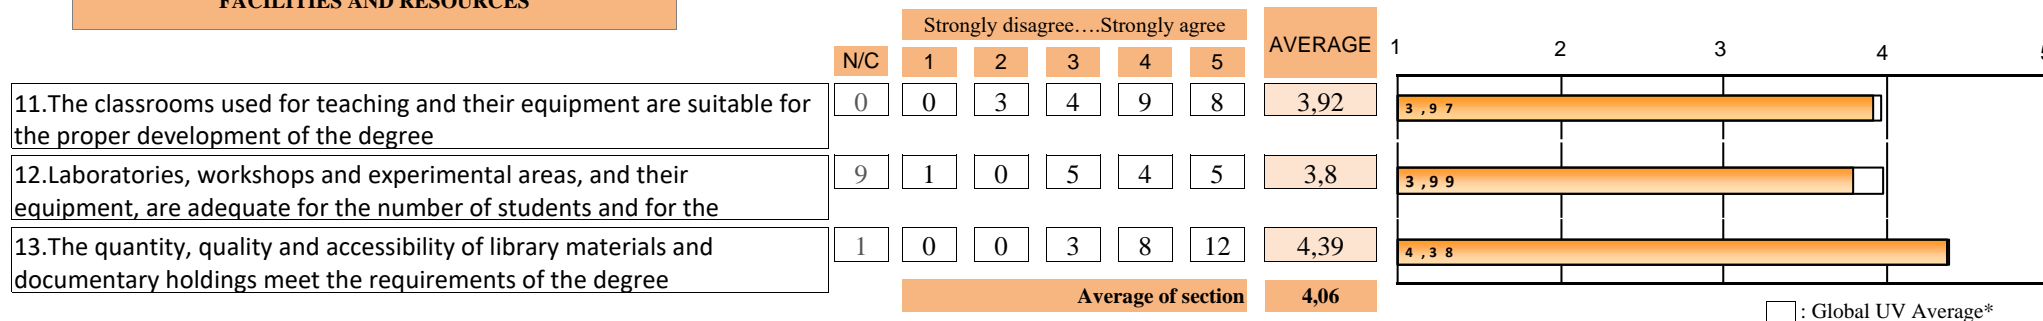 FACILITIES AND RESOURCES
Strongly disagree….Strongly agree
AVERAGE
N/C 1 2 3 4 5
1 2 3 4 5
11.The classrooms used for teaching and their equipment are suitable for
the proper development of the degree
0 0 3 4 9 8 3,92
3,97
12.Laboratories, workshops and experimental areas, and their
equipment, are adequate for the number of students and for the
9 1 0 5 4 5 3,8
3,99
13.The quantity, quality and accessibility of library materials and
documentary holdings meet the requirements of the degree
1 0 0 3 8 12 4,39
4,38
Average of section 4,06
: Global UV Average*